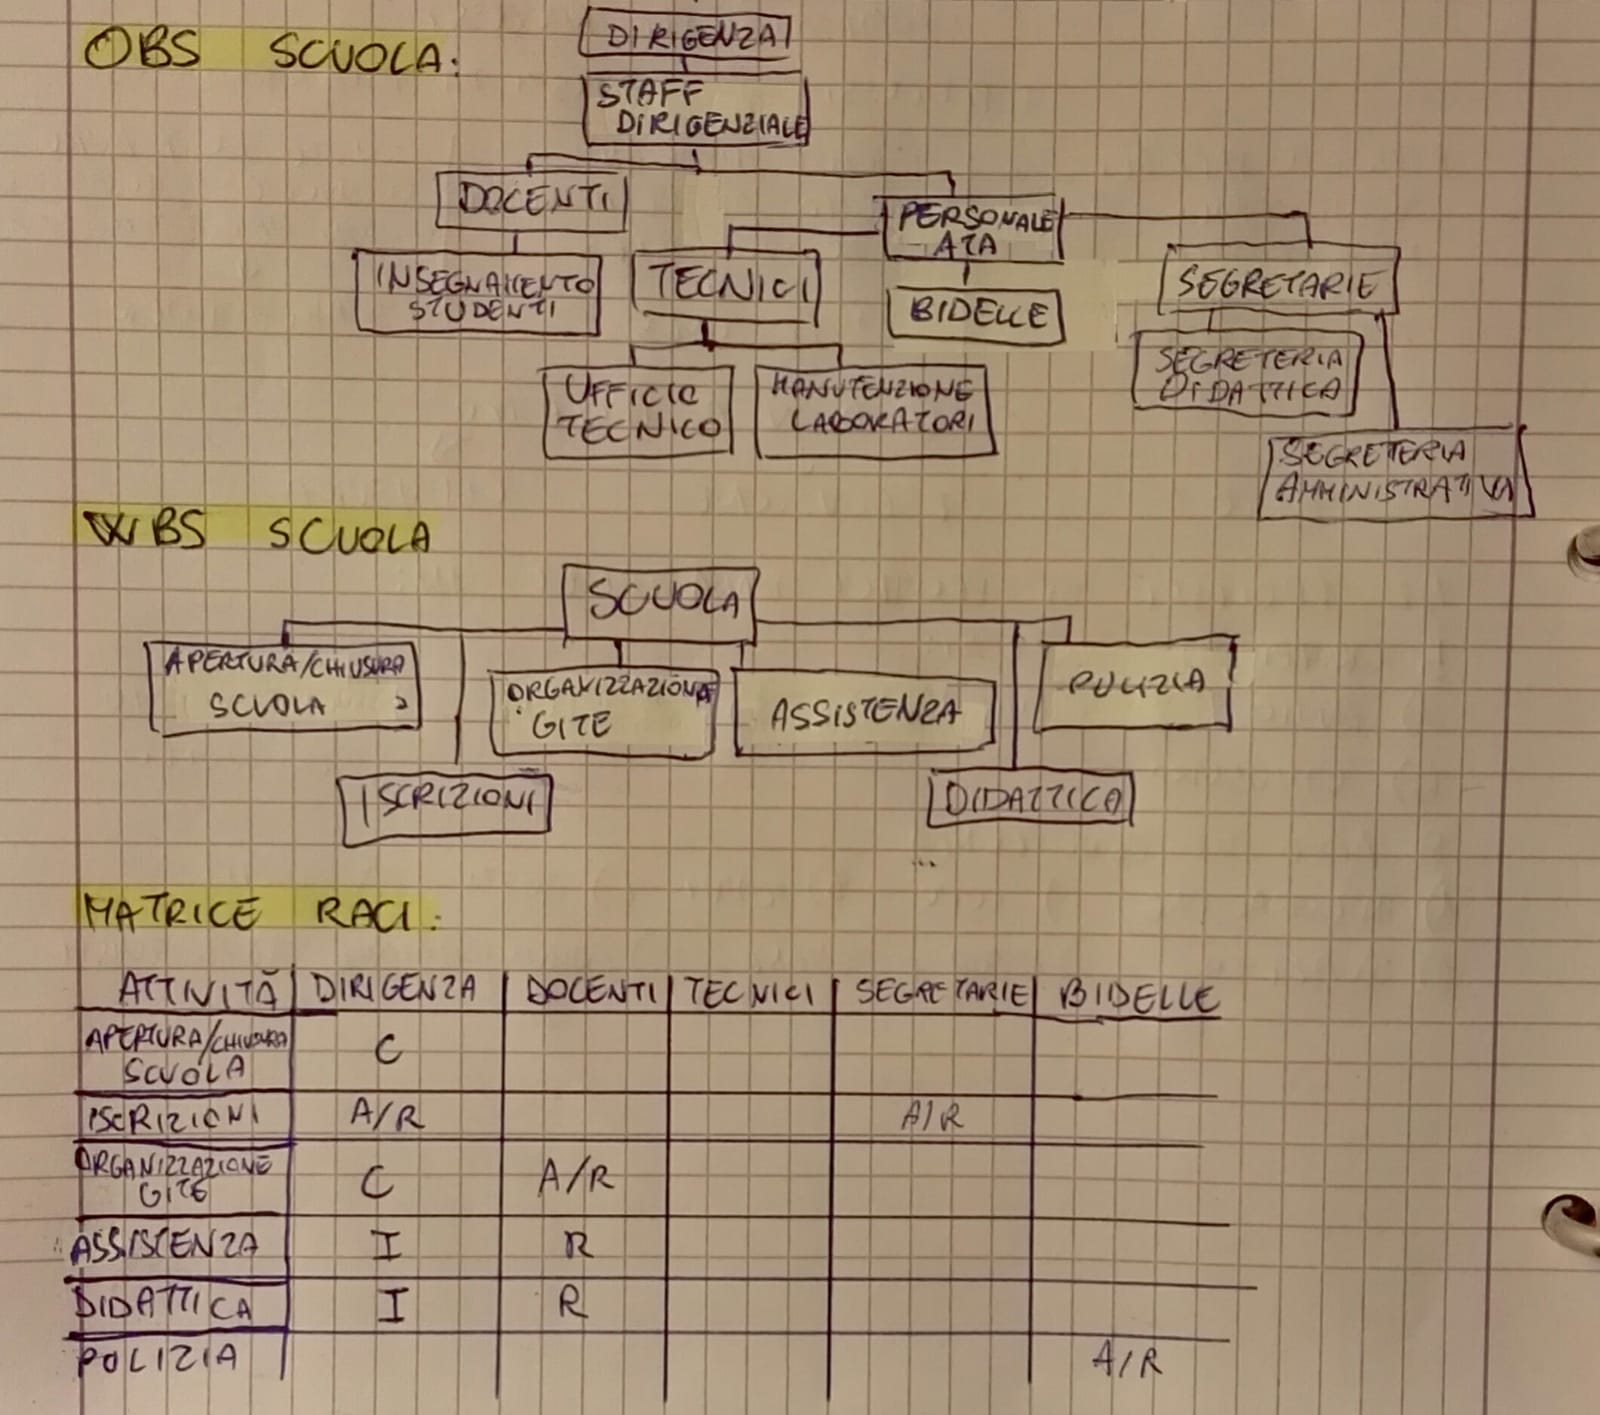 OBS SCUOLA:
DIRIGENZA
STAFF
DIRIGENZIALE
DOCENTI
PERSONALE
ATA
INSEGNAMENTO
STUDENTI
TECNICI
BIDELLE
SEGRETARIE
UFFICIO
TECNICO
MANUTENZIONE
LABORATORI
SEGRETERIA
DIDATTICA
SEGRETERIA
AMMINISTRATIVA
WBS SCUOLA
SCUOLA
APERTURA/CHIUSURA
SCUOLA
ORGANIZZAZIONE
GITE
ASSISTENZA
PULIZIA
ISCRIZIONI
DIDATTICA
...
MATRICE RACI:
ATTIVITÀ DIRIGENZA DOCENTI TECNICI SEGRETARIE BIDELLE
APERTURA/CHIUSURA
SCUOLA C
ISCRIZIONI A/R A/R
ORGANIZZAZIONE
GITE C A/R
ASSISTENZA I R
DIDATTICA I R
POLIZIA A/R